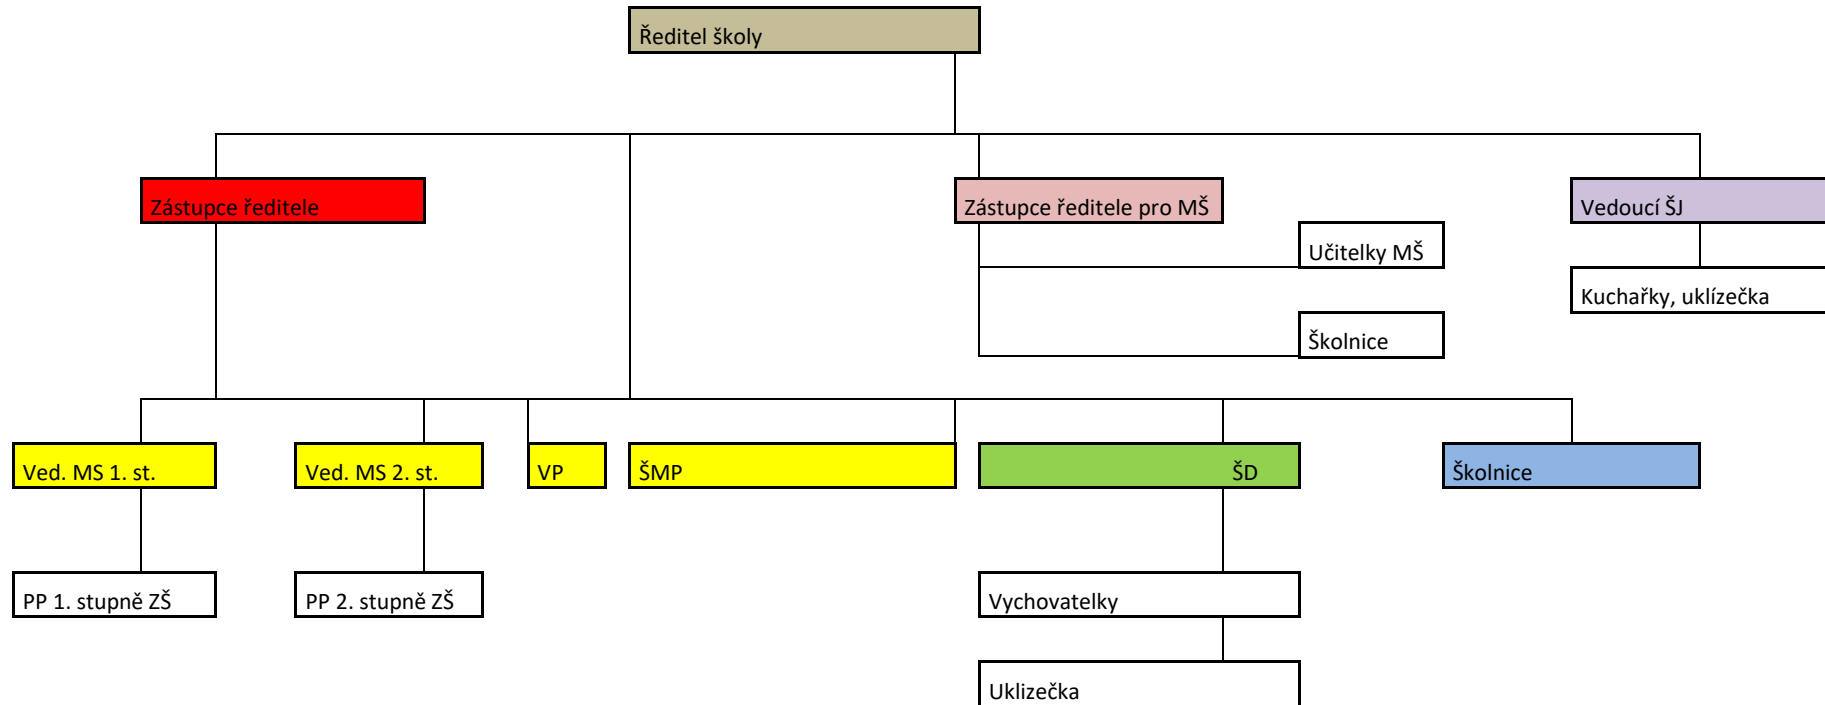 Ředitel školy
Zástupce ředitele
Zástupce ředitele pro MŠ
Vedoucí ŠJ
Učitelky MŠ
Kuchařky, uklízečka
Školnice
Ved. MS 1. st.
Ved. MS 2. st.
VP
ŠMP
ŠD
Školnice
PP 1. stupně ZŠ
PP 2. stupně ZŠ
Vychovatelky
Uklizečka